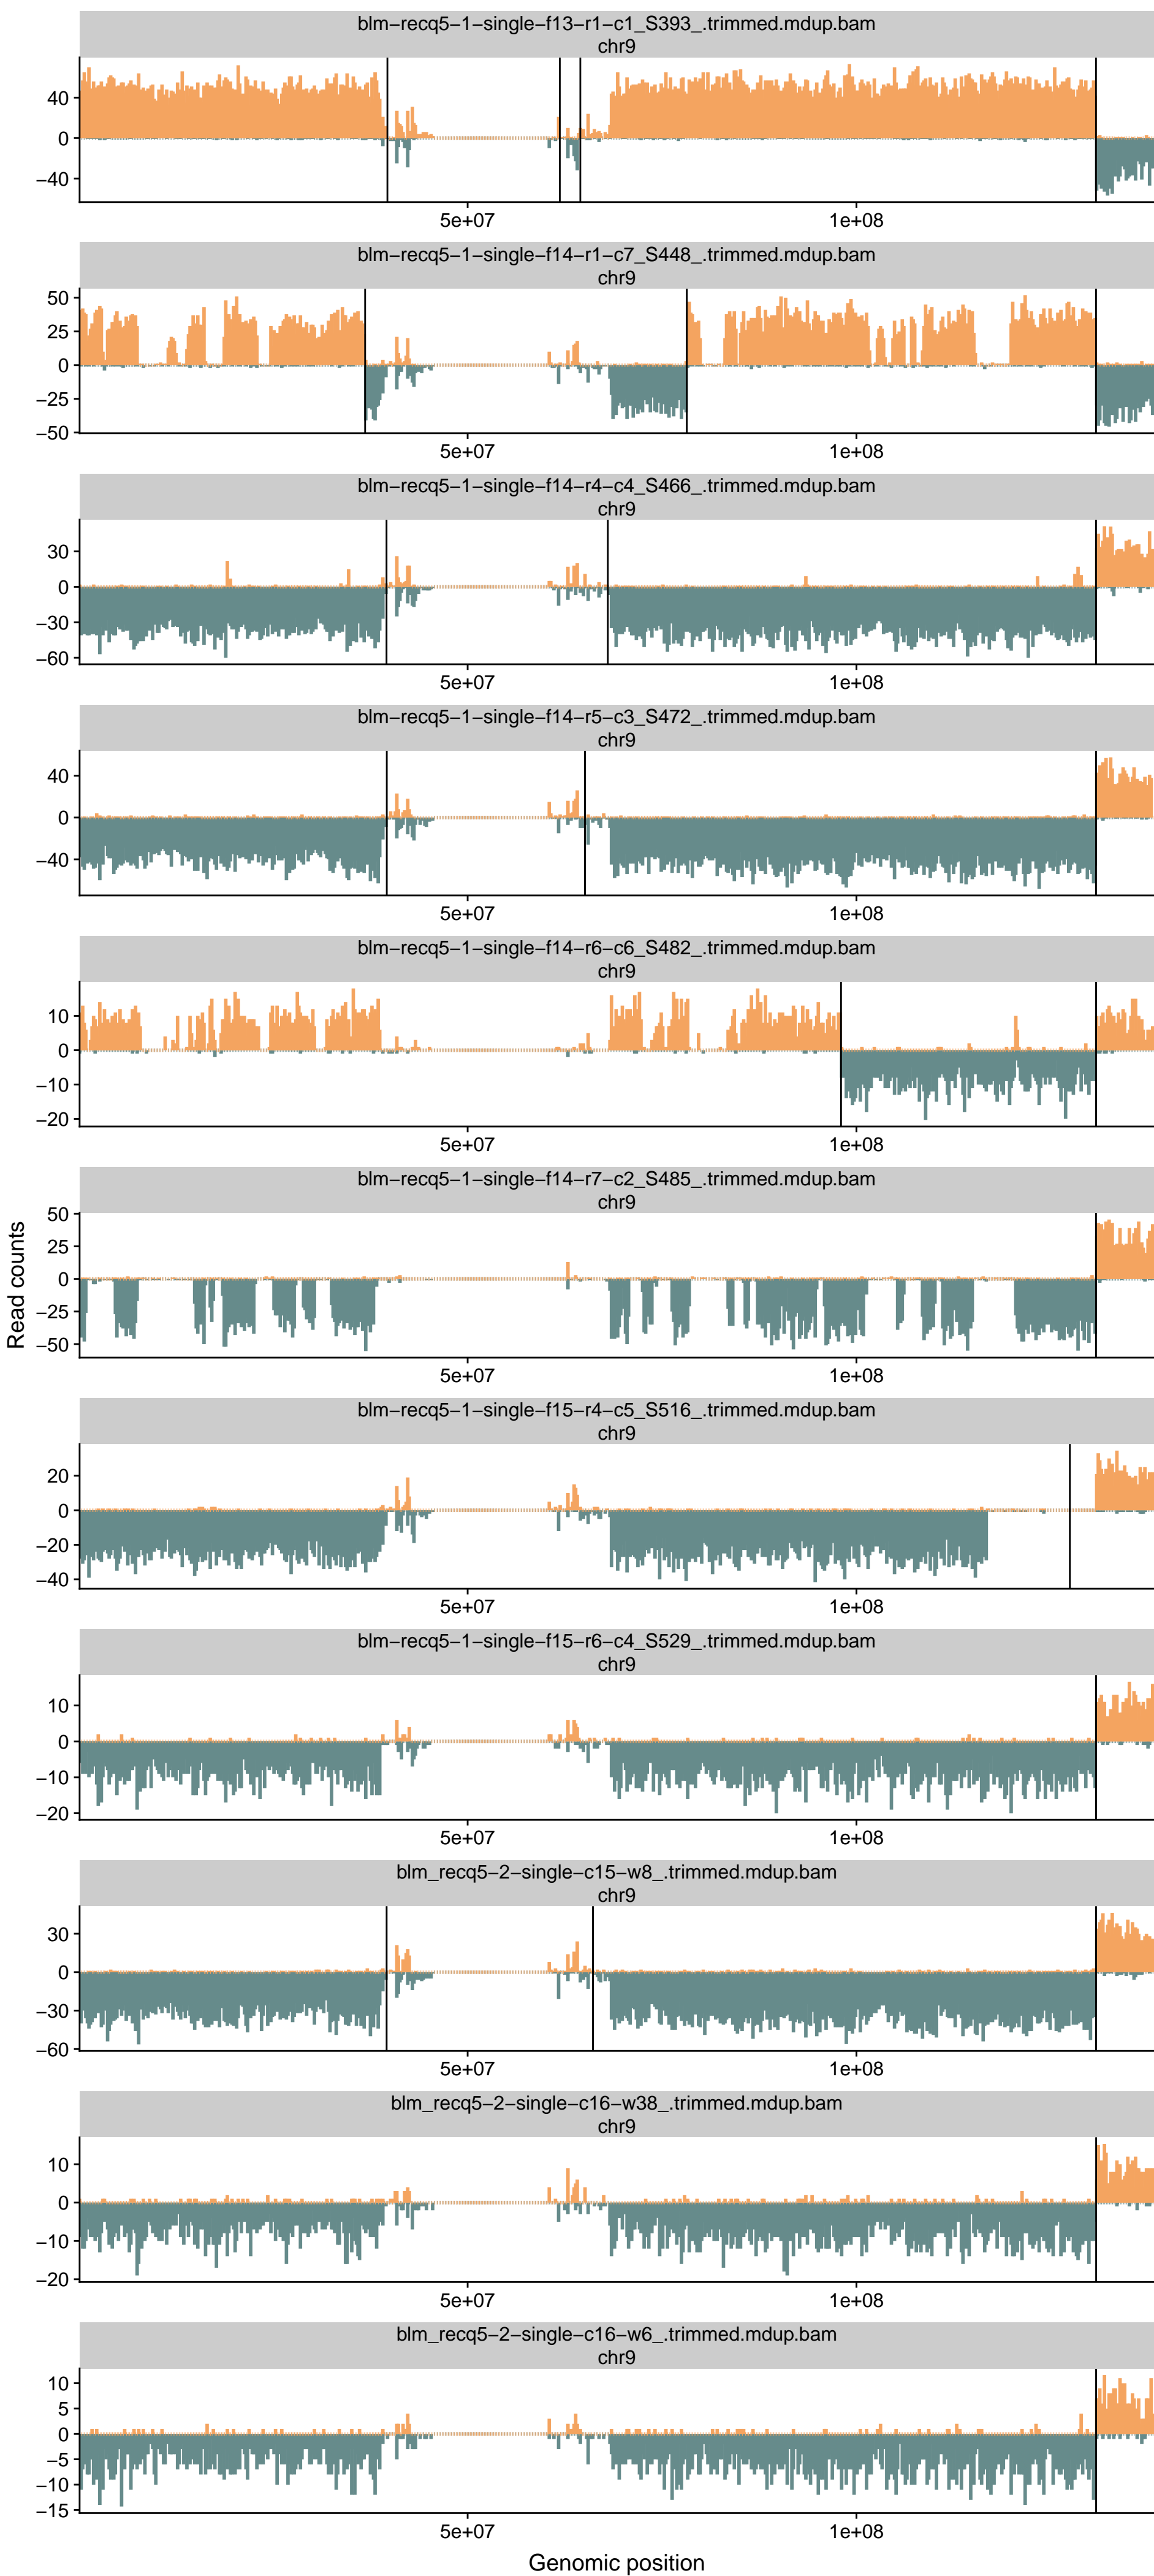 blm−recq5−1−single−f13−r1−c1_S393_.trimmed.mdup.bam
chr9
40
0
−40
5e+07 1e+08
blm−recq5−1−single−f14−r1−c7_S448_.trimmed.mdup.bam
chr9
50
25
0
−25
−50
5e+07 1e+08
blm−recq5−1−single−f14−r4−c4_S466_.trimmed.mdup.bam
chr9
30
0
−30
−60
5e+07 1e+08
blm−recq5−1−single−f14−r5−c3_S472_.trimmed.mdup.bam
chr9
40
0
−40
5e+07 1e+08
blm−recq5−1−single−f14−r6−c6_S482_.trimmed.mdup.bam
chr9
10
0
−10
−20
5e+07 1e+08
blm−recq5−1−single−f14−r7−c2_S485_.trimmed.mdup.bam
chr9
50
25
0
−25
−50
5e+07 1e+08
Read counts
blm−recq5−1−single−f15−r4−c5_S516_.trimmed.mdup.bam
chr9
20
0
−20
−40
5e+07 1e+08
blm−recq5−1−single−f15−r6−c4_S529_.trimmed.mdup.bam
chr9
10
0
−10
−20
5e+07 1e+08
blm_recq5−2−single−c15−w8_.trimmed.mdup.bam
chr9
30
0
−30
−60
5e+07 1e+08
blm_recq5−2−single−c16−w38_.trimmed.mdup.bam
chr9
10
0
−10
−20
5e+07 1e+08
blm_recq5−2−single−c16−w6_.trimmed.mdup.bam
chr9
10
5
0
−5
−10
−15
5e+07 1e+08
Genomic position